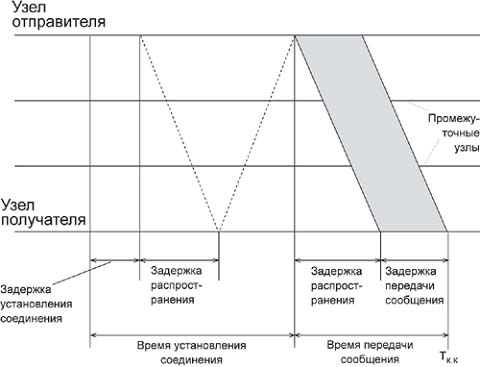 Узел
отправителя
Промежу-
точные
узлы
Узел
получателя
Задержка
установления
соединения
Задержка
распрост-
ранения
Задержка
распрост-
ранения
Задержка
передачи
сообщения
Время установления
соединения
Время передачи
сообщения
Tк.к